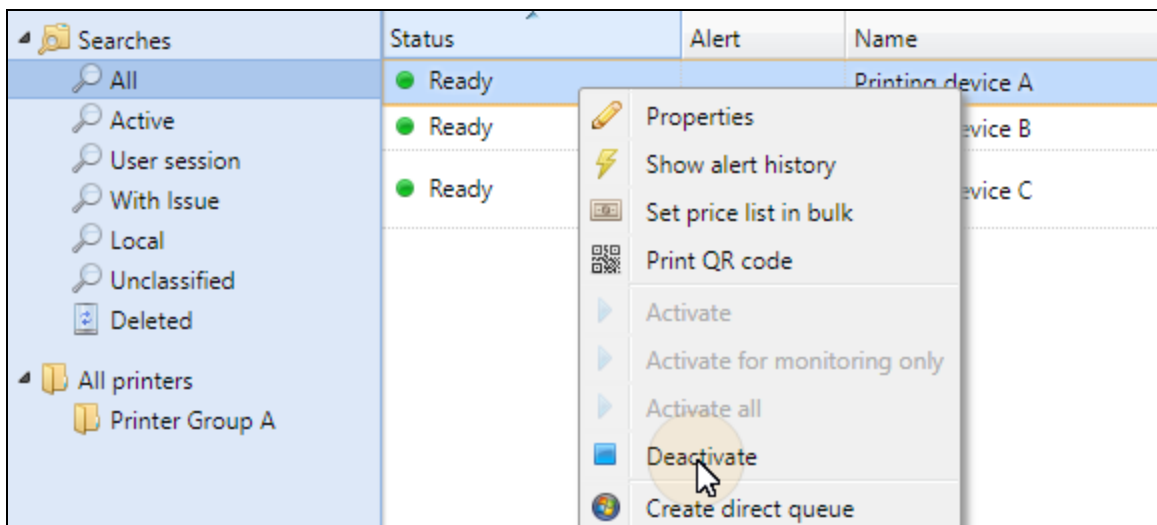 Searches
All
Active
User session
With Issue
Local
Unclassified
Deleted
All printers
Printer Group A
Status Alert Name
Ready Printing device A
Ready evice B
Ready evice C
Properties
Show alert history
Set price list in bulk
Print QR code
Activate
Activate for monitoring only
Activate all
Deactivate
Create direct queue